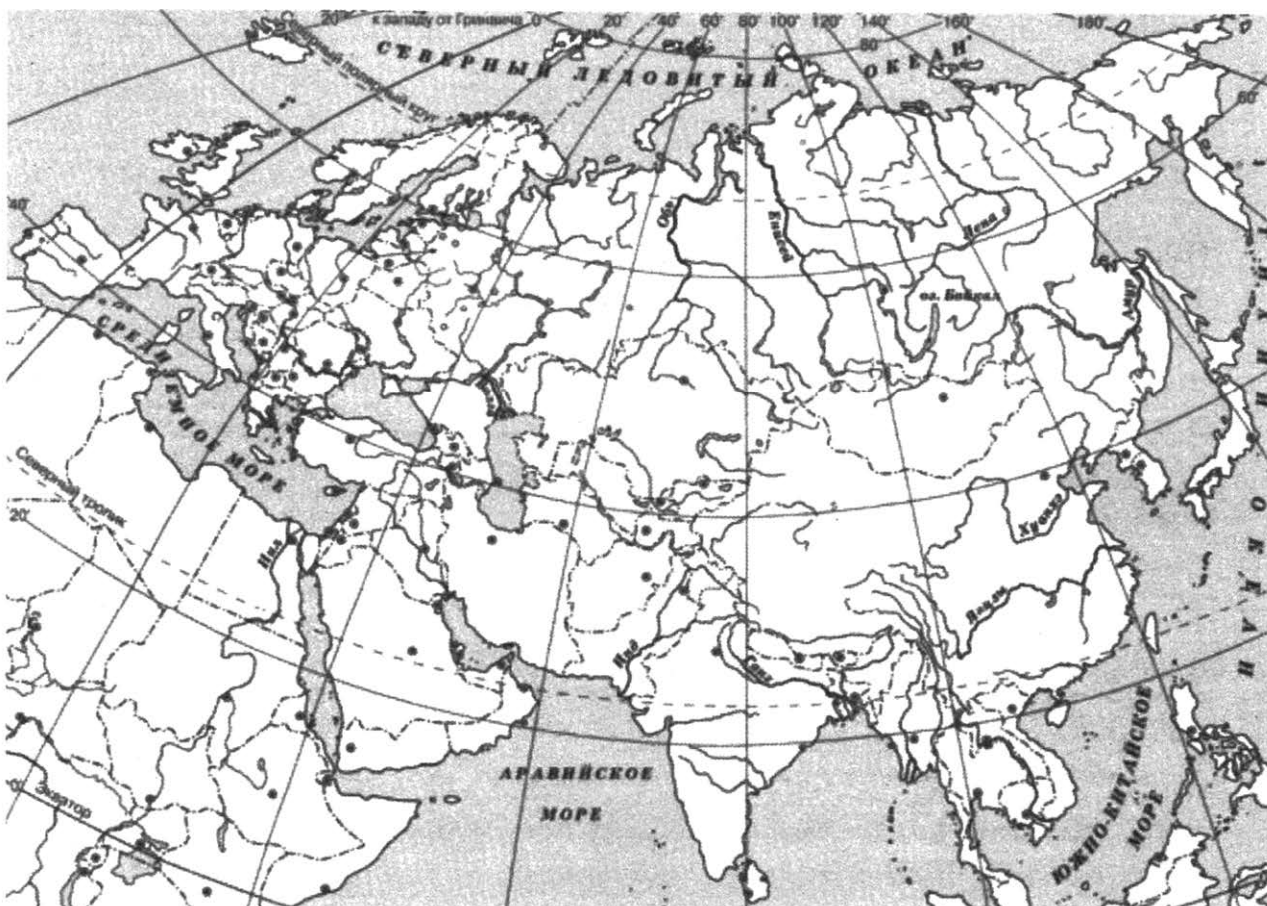 20°
к западу от Гринвича
0
20°
40°
60°
80°
100°
120°
140°
160°
180°
СЕВЕРНЫЙ ЛЕДОВИТЫЙ ОКЕАН
80
60°
Северный полярный круг
40°
Обь
Енисей
Лена
оз. Байкал
Амур
СРЕДИЗЕМНОЕ МОРЕ
Северный тропик
20°
Нил
Хуанхэ
Янцзы
Инд
Ганг
ТИХИЙ ОКЕАН
АРАВИЙСКОЕ
МОРЕ
ЮЖНО-КИТАЙСКОЕ
МОРЕ
0°
Экватор